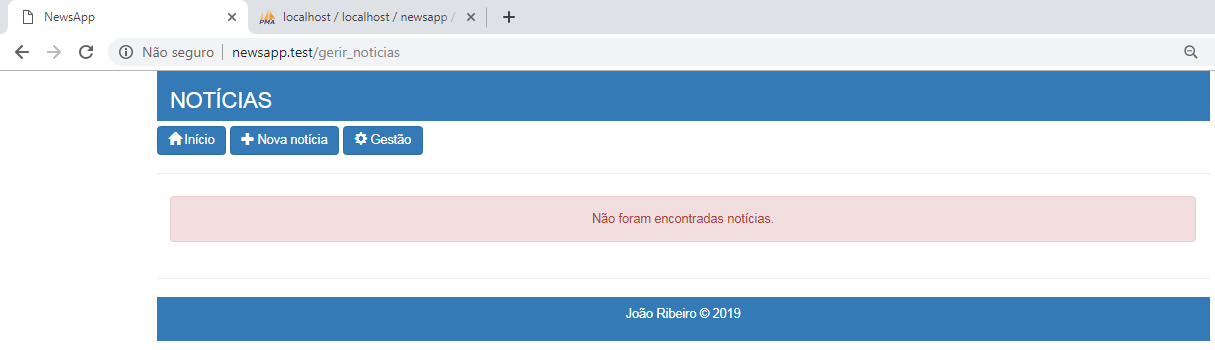 NewsApp
PMA localhost / localhost / newsapp /
Não seguro | newsapp.test/gerir_noticias
NOTÍCIAS
Início Nova notícia Gestão
Não foram encontradas notícias.
João Ribeiro © 2019